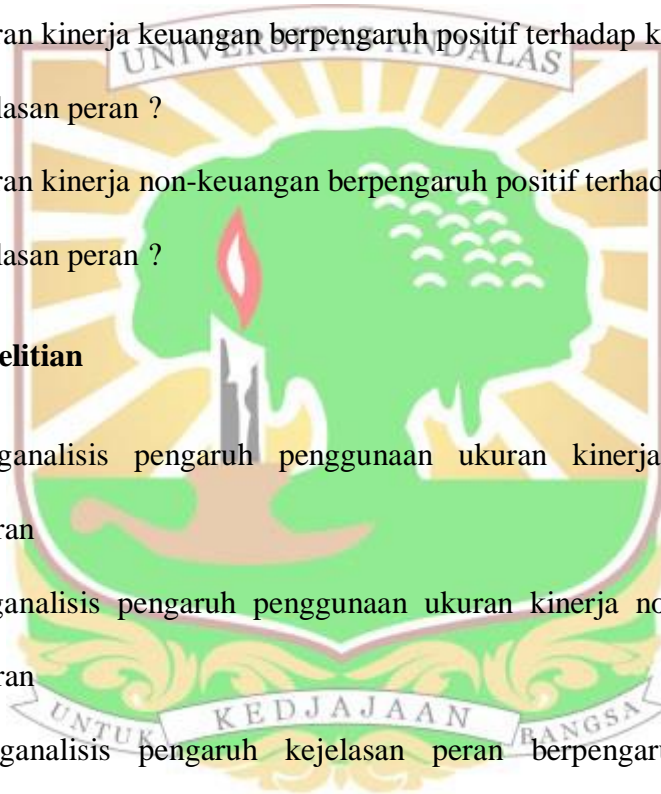 ran kinerja keuangan berpengaruh positif terhadap k
UNIVERSITAS ANDALAS
lasan peran ?
ran kinerja non-keuangan berpengaruh positif terhad
lasan peran ?
elitian
ganalisis pengaruh penggunaan ukuran kinerja
ran
ganalisis pengaruh penggunaan ukuran kinerja no
ran
UNTUK KEDJAJAAN BANGSA
ganalisis pengaruh kejelasan peran berpengaru